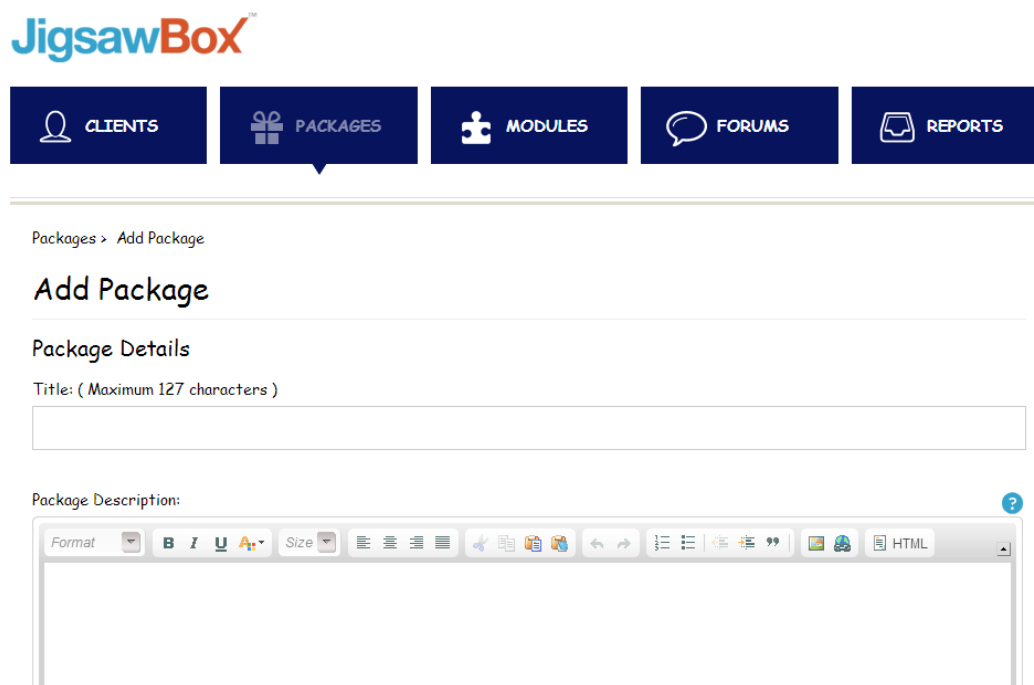 JigsawBox™
CLIENTS PACKAGES MODULES FORUMS REPORTS
Packages > Add Package
Add Package
Package Details
Title: ( Maximum 127 characters )
Package Description: ?
Format B I U A Size HTML